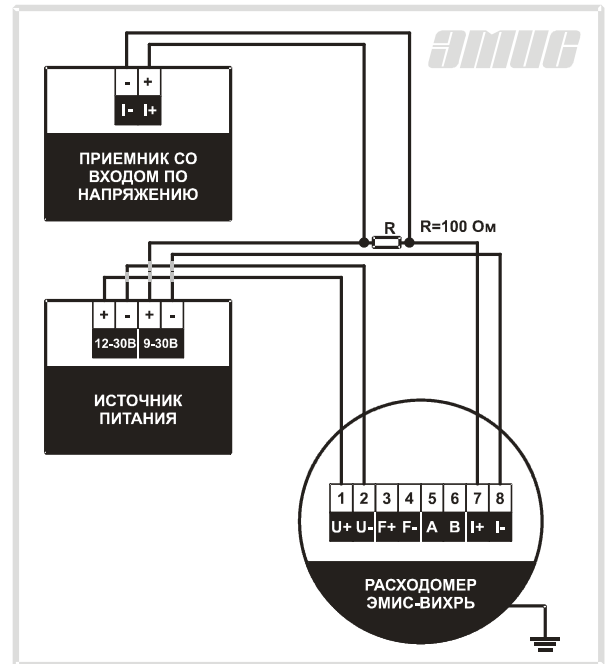 ЭМИС
- +
I- I+
ПРИЕМНИК СО
ВХОДОМ ПО
НАПРЯЖЕНИЮ
R R=100 Ом
+ - + -
12-30В 9-30В
ИСТОЧНИК
ПИТАНИЯ
1 2 3 4 5 6 7 8
U+ U- F+ F- A B I+ I-
РАСХОДОМЕР
ЭМИС-ВИХРЬ